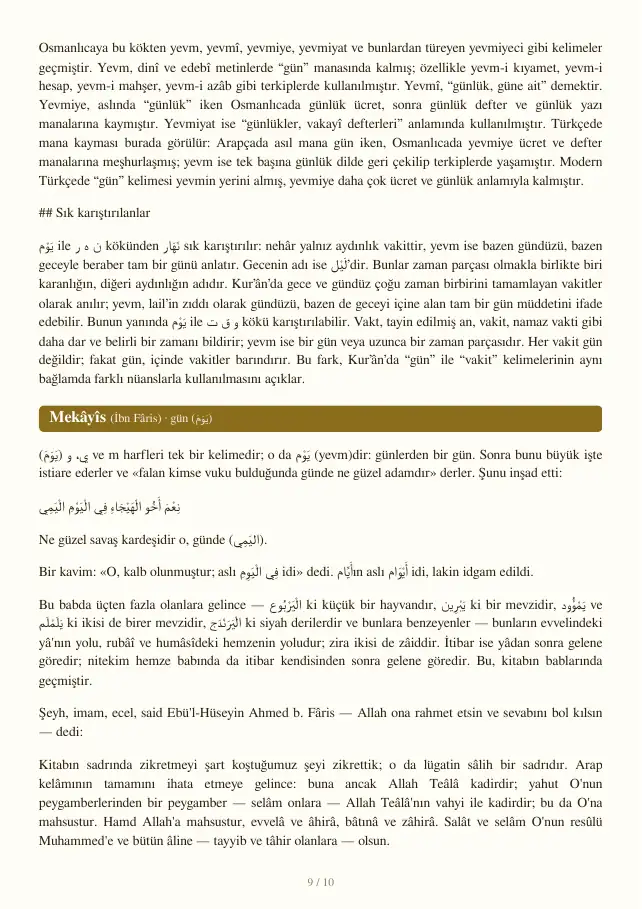 Osmanlıcaya bu kökten yevm, yevmî, yevmiye, yevmiyat ve bunlardan türeyen yevmiyeci gibi kelimeler
geçmiştir. Yevm, dinî ve edebî metinlerde “gün” manasında kalmış; özellikle yevm-i kıyamet, yevm-i
hesap, yevm-i mahşer, yevm-i azâb gibi terkiplerde kullanılmıştır. Yevmî, “günlük, güne ait” demektir.
Yevmiye, aslında “günlük” iken Osmanlıcada günlük ücret, sonra günlük defter ve günlük yazı
manalarına kaymıştır. Yevmiyat ise “günlükler, vakayî defterleri” anlamında kullanılmıştır. Türkçede
mana kayması burada görülür: Arapçada asıl mana gün iken, Osmanlıcada yevmiye ücret ve defter
manalarına meşhurlaşmış; yevm ise tek başına günlük dilde geri çekilip terkiplerde yaşamıştır. Modern
Türkçede “gün” kelimesi yevmin yerini almış, yevmiye daha çok ücret ve günlük anlamıyla kalmıştır.
## Sık karıştırılanlar
يَوْم ile ن ه ر kökünden نَهَار sık karıştırılır: nehâr yalnız aydınlık vakittir, yevm ise bazen gündüzü, bazen
geceyle beraber tam bir günü anlatır. Gecenin adı ise لَيْل’dir. Bunlar zaman parçası olmakla birlikte biri
karanlığın, diğeri aydınlığın adıdır. Kur’ân’da gece ve gündüz çoğu zaman birbirini tamamlayan vakitler
olarak anılır; yevm, lail’in zıddı olarak gündüzü, bazen de geceyi içine alan tam bir gün müddetini ifade
edebilir. Bunun yanında يَوْم ile و ق ت kökü karıştırılabilir. Vakt, tayin edilmiş an, vakit, namaz vakti gibi
daha dar ve belirli bir zamanı bildirir; yevm ise bir gün veya uzunca bir zaman parçasıdır. Her vakit gün
değildir; fakat gün, içinde vakitler barındırır. Bu fark, Kur’ân’da “gün” ile “vakit” kelimelerinin aynı
bağlamda farklı nüanslarla kullanılmasını açıklar.
Mekâyîs (İbn Fâris) · gün (يَوْمَ)
(يَوَمَ) ي، و ve m harfleri tek bir kelimedir; o da يَوْم (yevm)dir: günlerden bir gün. Sonra bunu büyük işte
istiare ederler ve «falan kimse vuku bulduğunda günde ne güzel adamdır» derler. Şunu inşad etti:
نِعْمَ أَخُو الْهَيْجَاءِ فِي الْيَوْمِ الْيَمِي
Ne güzel savaş kardeşidir o, günde (اليَمِي).
Bir kavim: «O, kalb olunmuştur; aslı فِي الْيَوِمِ idi» dedi. أَيَّامın aslı أَيْوَام idi, lakin idgam edildi.
Bu babda üçten fazla olanlara gelince — الْيَرْبُوع ki küçük bir hayvandır, يَبْرِين ki bir mevzidir, يَمْؤُود ve
يَلَمْلَم ki ikisi de birer mevzidir, الْيَرَنْدَج ki siyah derilerdir ve bunlara benzeyenler — bunların evvelindeki
yâ'nın yolu, rubâî ve humâsîdeki hemzenin yoludur; zira ikisi de zâiddir. İtibar ise yâdan sonra gelene
göredir; nitekim hemze babında da itibar kendisinden sonra gelene göredir. Bu, kitabın bablarında
geçmiştir.
Şeyh, imam, ecel, said Ebü'l-Hüseyin Ahmed b. Fâris — Allah ona rahmet etsin ve sevabını bol kılsın
— dedi:
Kitabın sadrında zikretmeyi şart koştuğumuz şeyi zikrettik; o da lügatin sâlih bir sadrıdır. Arap
kelâmının tamamını ihata etmeye gelince: buna ancak Allah Teâlâ kadirdir; yahut O'nun
peygamberlerinden bir peygamber — selâm onlara — Allah Teâlâ'nın vahyi ile kadirdir; bu da O'na
mahsustur. Hamd Allah'a mahsustur, evvelâ ve âhirâ, bâtınâ ve zâhirâ. Salât ve selâm O'nun resûlü
Muhammed'e ve bütün âline — tayyib ve tâhir olanlara — olsun.
9 / 10